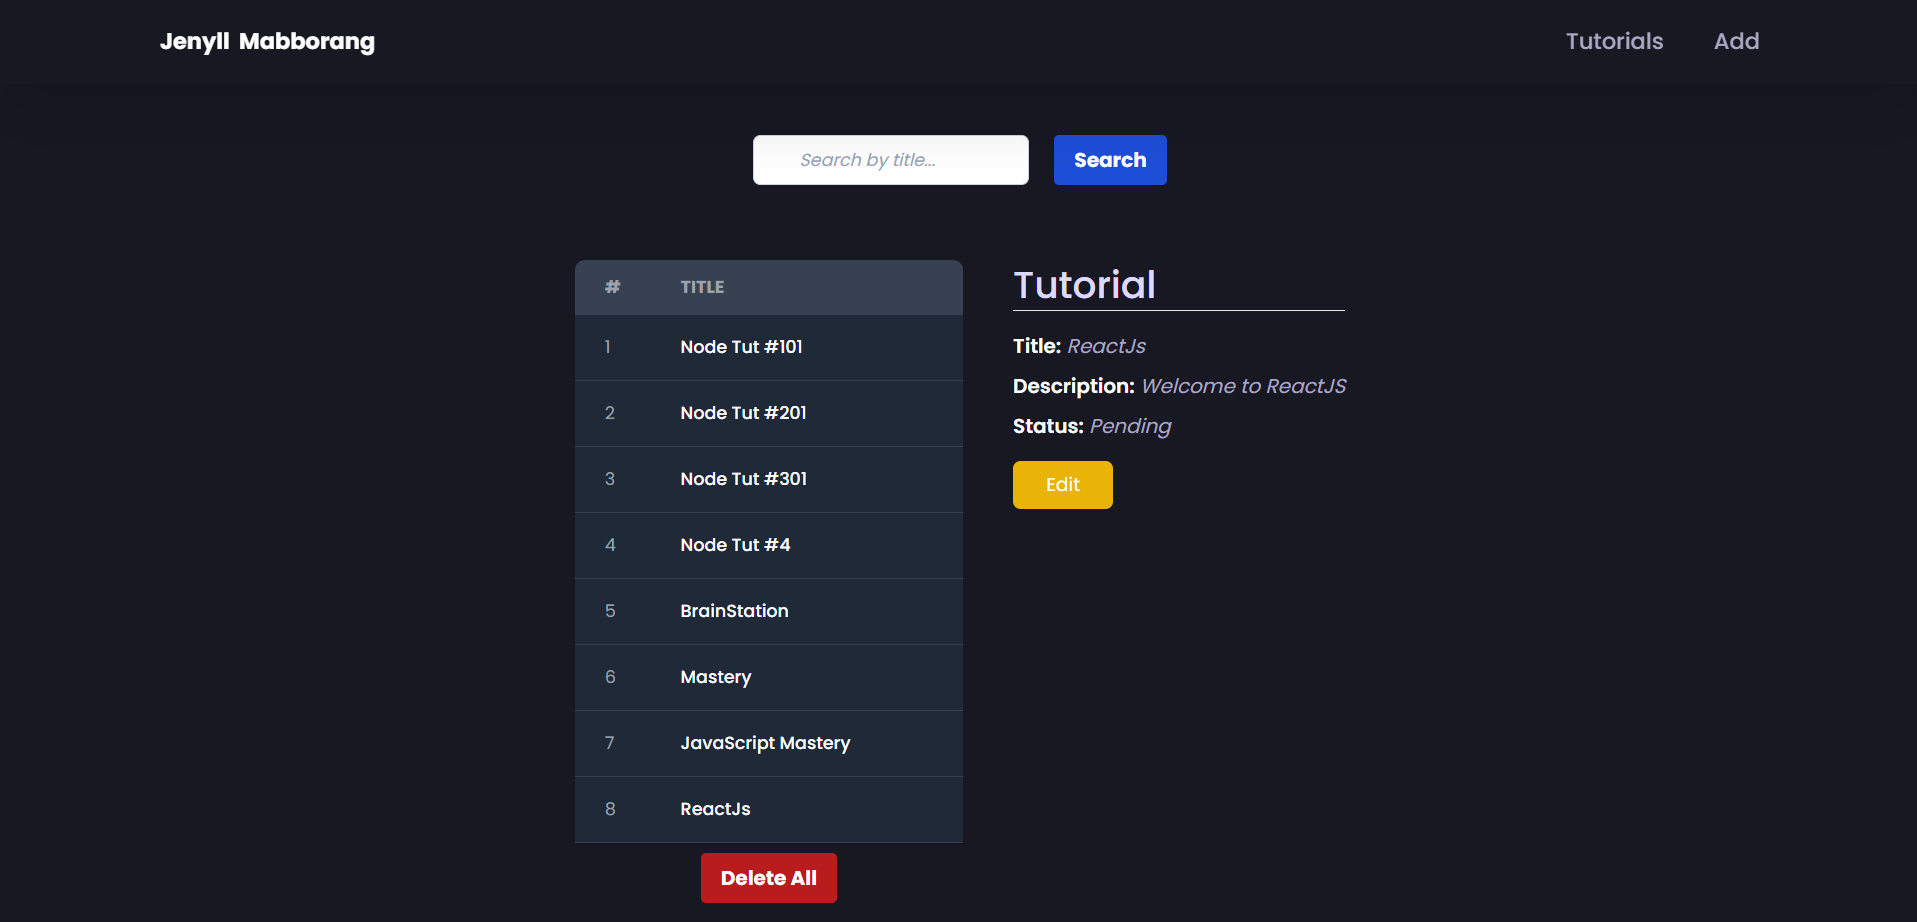 Jenyll Mabborang
Tutorials Add
Search by title...
Search
# TITLE
1 Node Tut #101
2 Node Tut #201
3 Node Tut #301
4 Node Tut #4
5 BrainStation
6 Mastery
7 JavaScript Mastery
8 ReactJs
Delete All
Tutorial
Title: ReactJs
Description: Welcome to ReactJS
Status: Pending
Edit